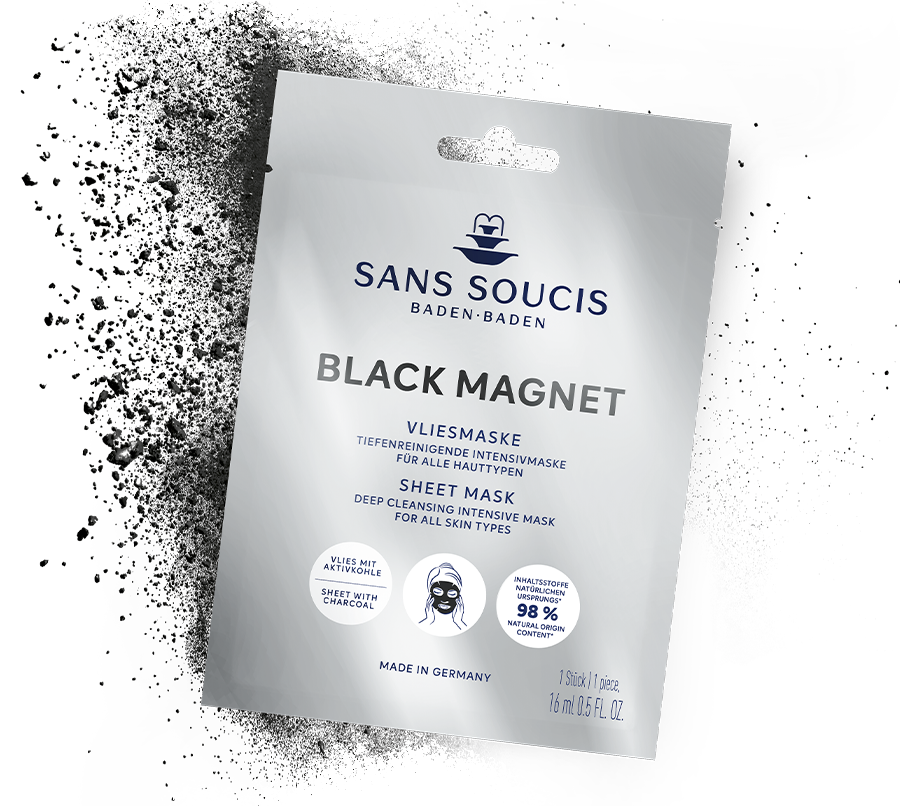 SANS SOUCIS
BADEN·BADEN
BLACK MAGNET
VLIESMASKE
TIEFENREINIGENDE INTENSIVMASKE
FÜR ALLE HAUTTYPEN
SHEET MASK
DEEP CLEANSING INTENSIVE MASK
FOR ALL SKIN TYPES
VLIES MIT
AKTIVKOHLE
SHEET WITH
CHARCOAL
INHALTSSTOFFE
NATÜRLICHEN
URSPRUNGS*
98 %
NATURAL ORIGIN
CONTENT*
MADE IN GERMANY
1 Stück | 1 piece,
16 ml 0.5 FL. OZ.